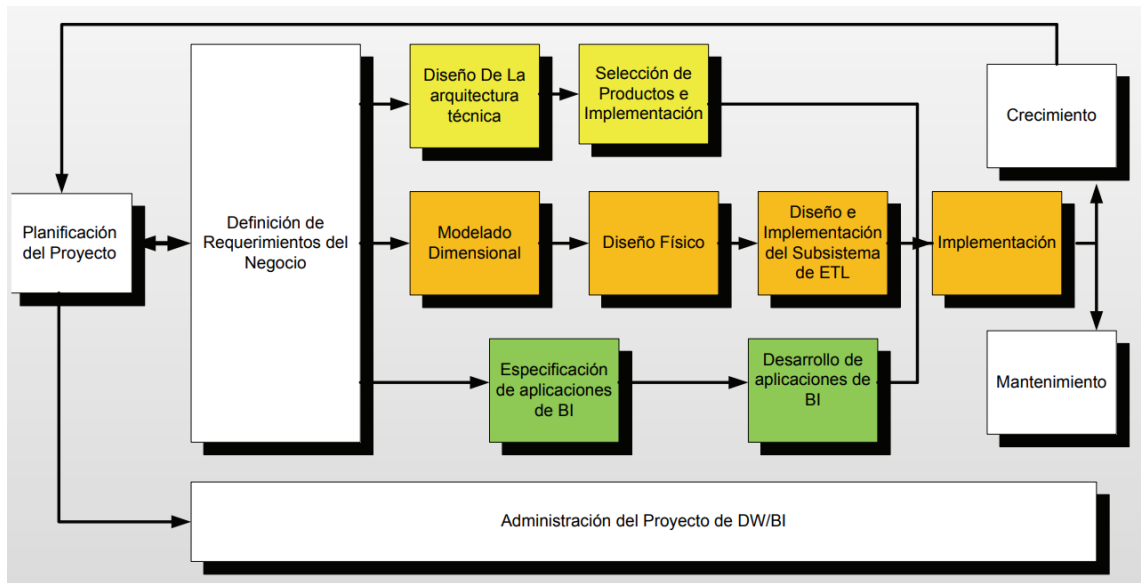 Planificación
del Proyecto
Definición de
Requerimientos del
Negocio
Diseño De La
arquitectura
técnica
Selección de
Productos e
Implementación
Modelado
Dimensional
Diseño Físico
Diseño e
Implementación
del Subsistema
de ETL
Especificación
de aplicaciones
de BI
Desarrollo de
aplicaciones de
BI
Implementación
Crecimiento
Mantenimiento
Administración del Proyecto de DW/BI